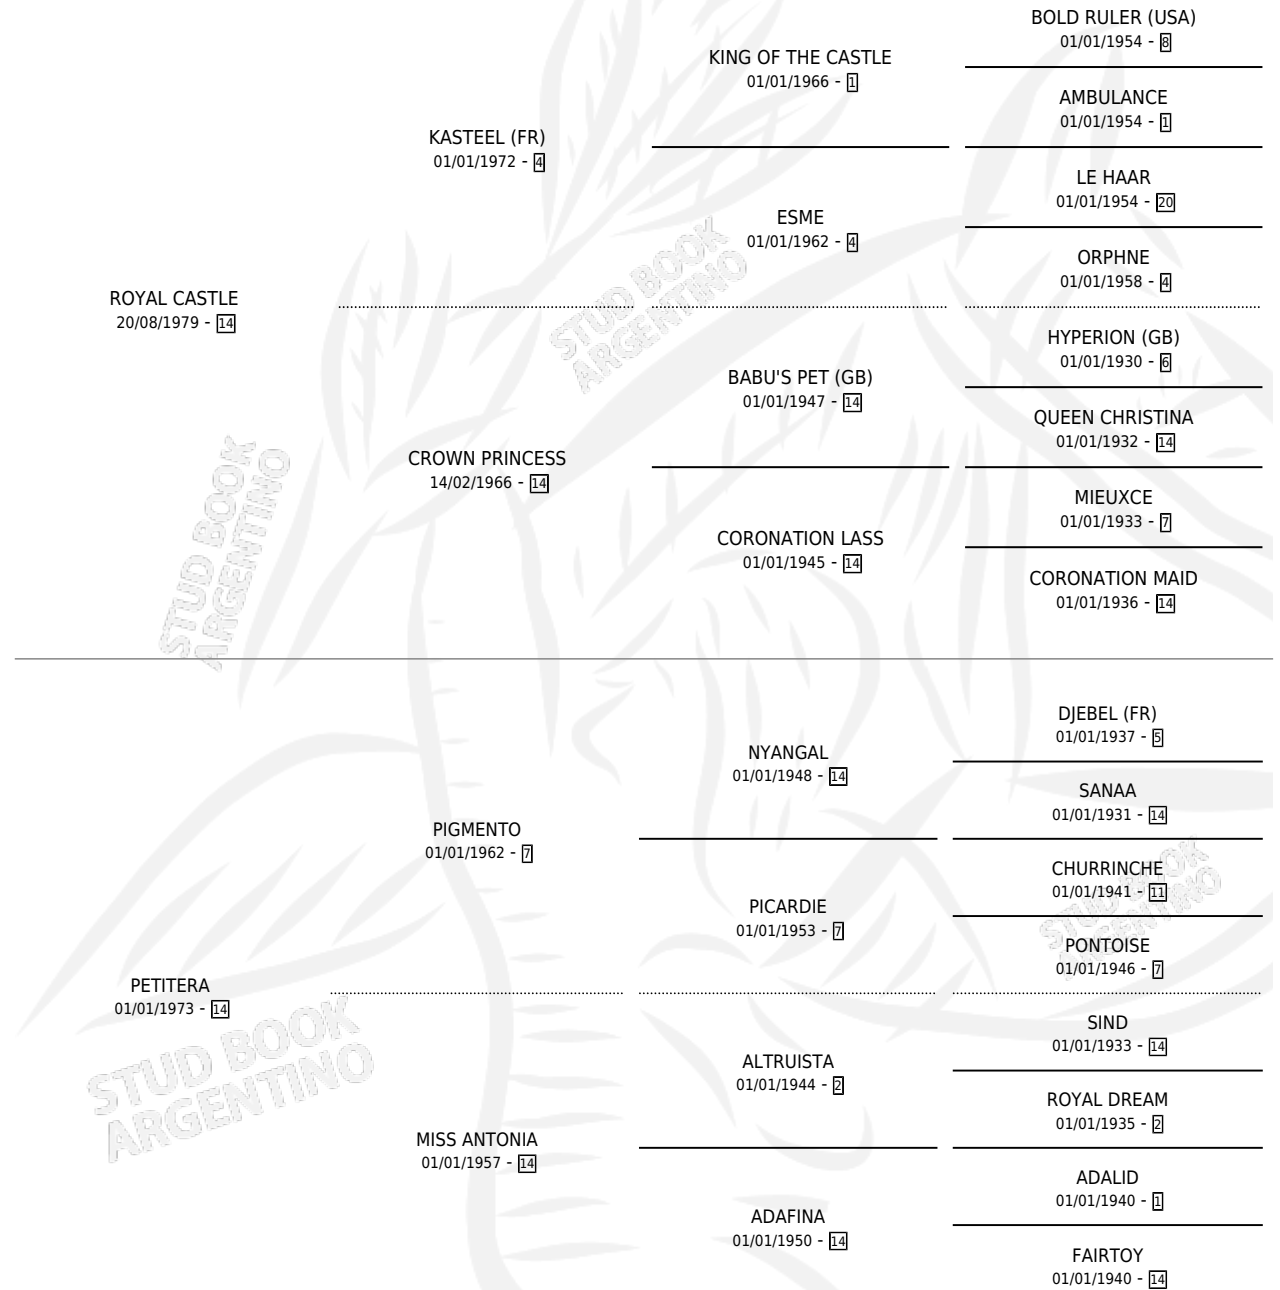 BOLD RULER (USA)
01/01/1954 - 8
KING OF THE CASTLE
01/01/1966 - 1
AMBULANCE
01/01/1954 - 1
KASTEEL (FR)
01/01/1972 - 4
LE HAAR
01/01/1954 - 20
ESME
01/01/1962 - 4
ORPHNE
01/01/1958 - 4
ROYAL CASTLE
20/08/1979 - 14
HYPERION (GB)
01/01/1930 - 6
BABU'S PET (GB)
01/01/1947 - 14
QUEEN CHRISTINA
01/01/1932 - 14
CROWN PRINCESS
14/02/1966 - 14
MIEUXCE
01/01/1933 - 7
CORONATION LASS
01/01/1945 - 14
CORONATION MAID
01/01/1936 - 14
DJEBEL (FR)
01/01/1937 - 5
NYANGAL
01/01/1948 - 14
SANAA
01/01/1931 - 14
PIGMENTO
01/01/1962 - 7
CHURRINCHE
01/01/1941 - 11
PICARDIE
01/01/1953 - 7
PONTOISE
01/01/1946 - 7
PETITERA
01/01/1973 - 14
SIND
01/01/1933 - 14
ALTRUISTA
01/01/1944 - 2
ROYAL DREAM
01/01/1935 - 2
MISS ANTONIA
01/01/1957 - 14
ADALID
01/01/1940 - 1
ADAFINA
01/01/1950 - 14
FAIRTOY
01/01/1940 - 14
STUD BOOK
ARGENTINO
STUD BOOK
ARGENTINO
STUD BOOK
ARGENTINO
STUD BOOK
ARGENTINO